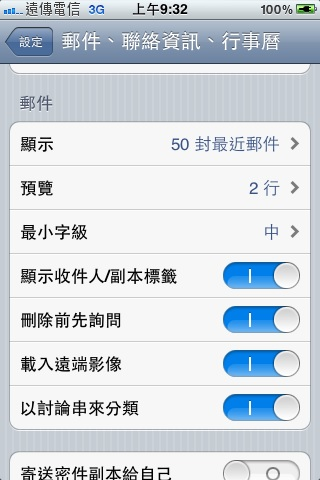 遠傳電信 3G 上午9:32 100%
設定 郵件、聯絡資訊、行事曆
郵件
顯示 50 封最近郵件
預覽 2 行
最小字級 中
顯示收件人/副本標籤
刪除前先詢問
載入遠端影像
以討論串來分類
寄送密件副本給自己